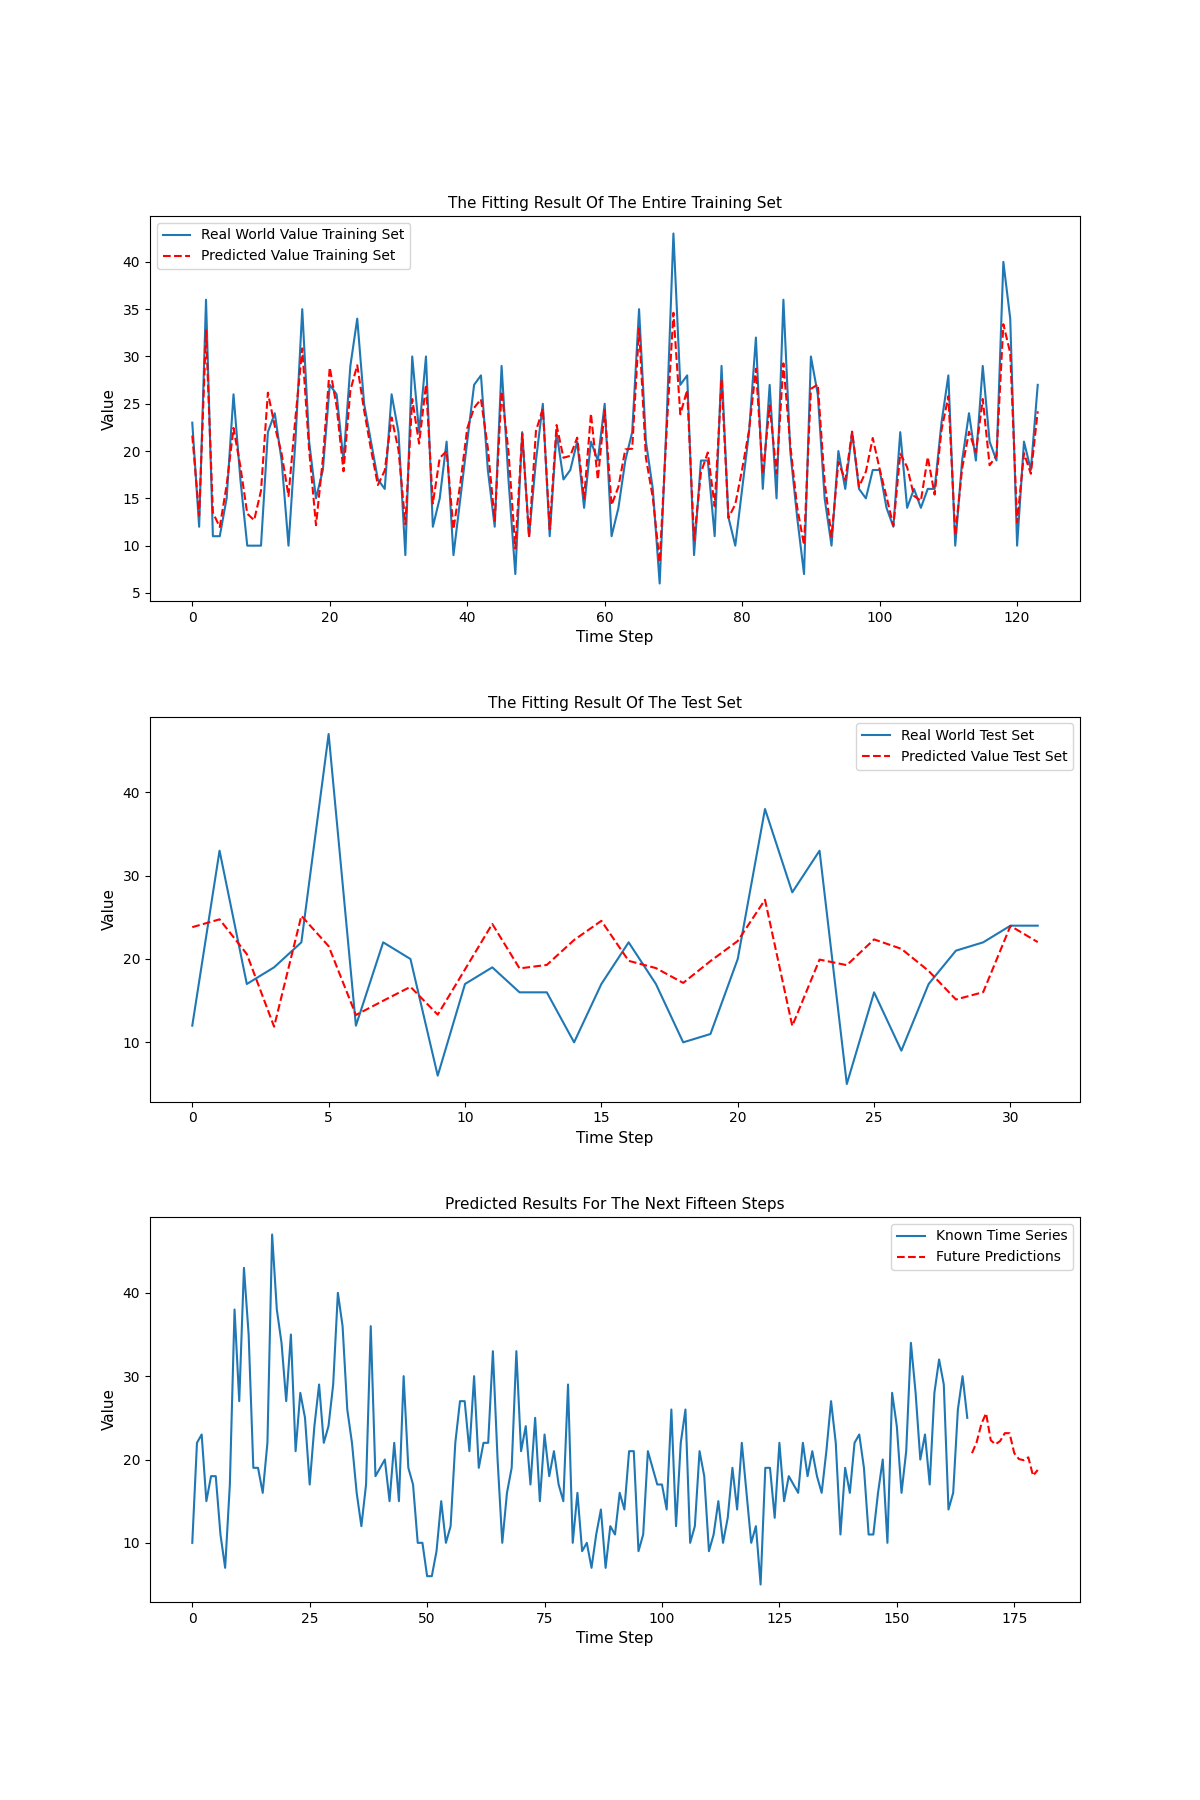 The Fitting Result Of The Entire Training Set
Real World Value Training Set
Predicted Value Training Set
Value
40
35
30
25
20
15
10
5
0 20 40 60 80 100 120
Time Step
The Fitting Result Of The Test Set
Real World Test Set
Predicted Value Test Set
Value
40
30
20
10
0 5 10 15 20 25 30
Time Step
Predicted Results For The Next Fifteen Steps
Known Time Series
Future Predictions
Value
40
30
20
10
0 25 50 75 100 125 150 175
Time Step